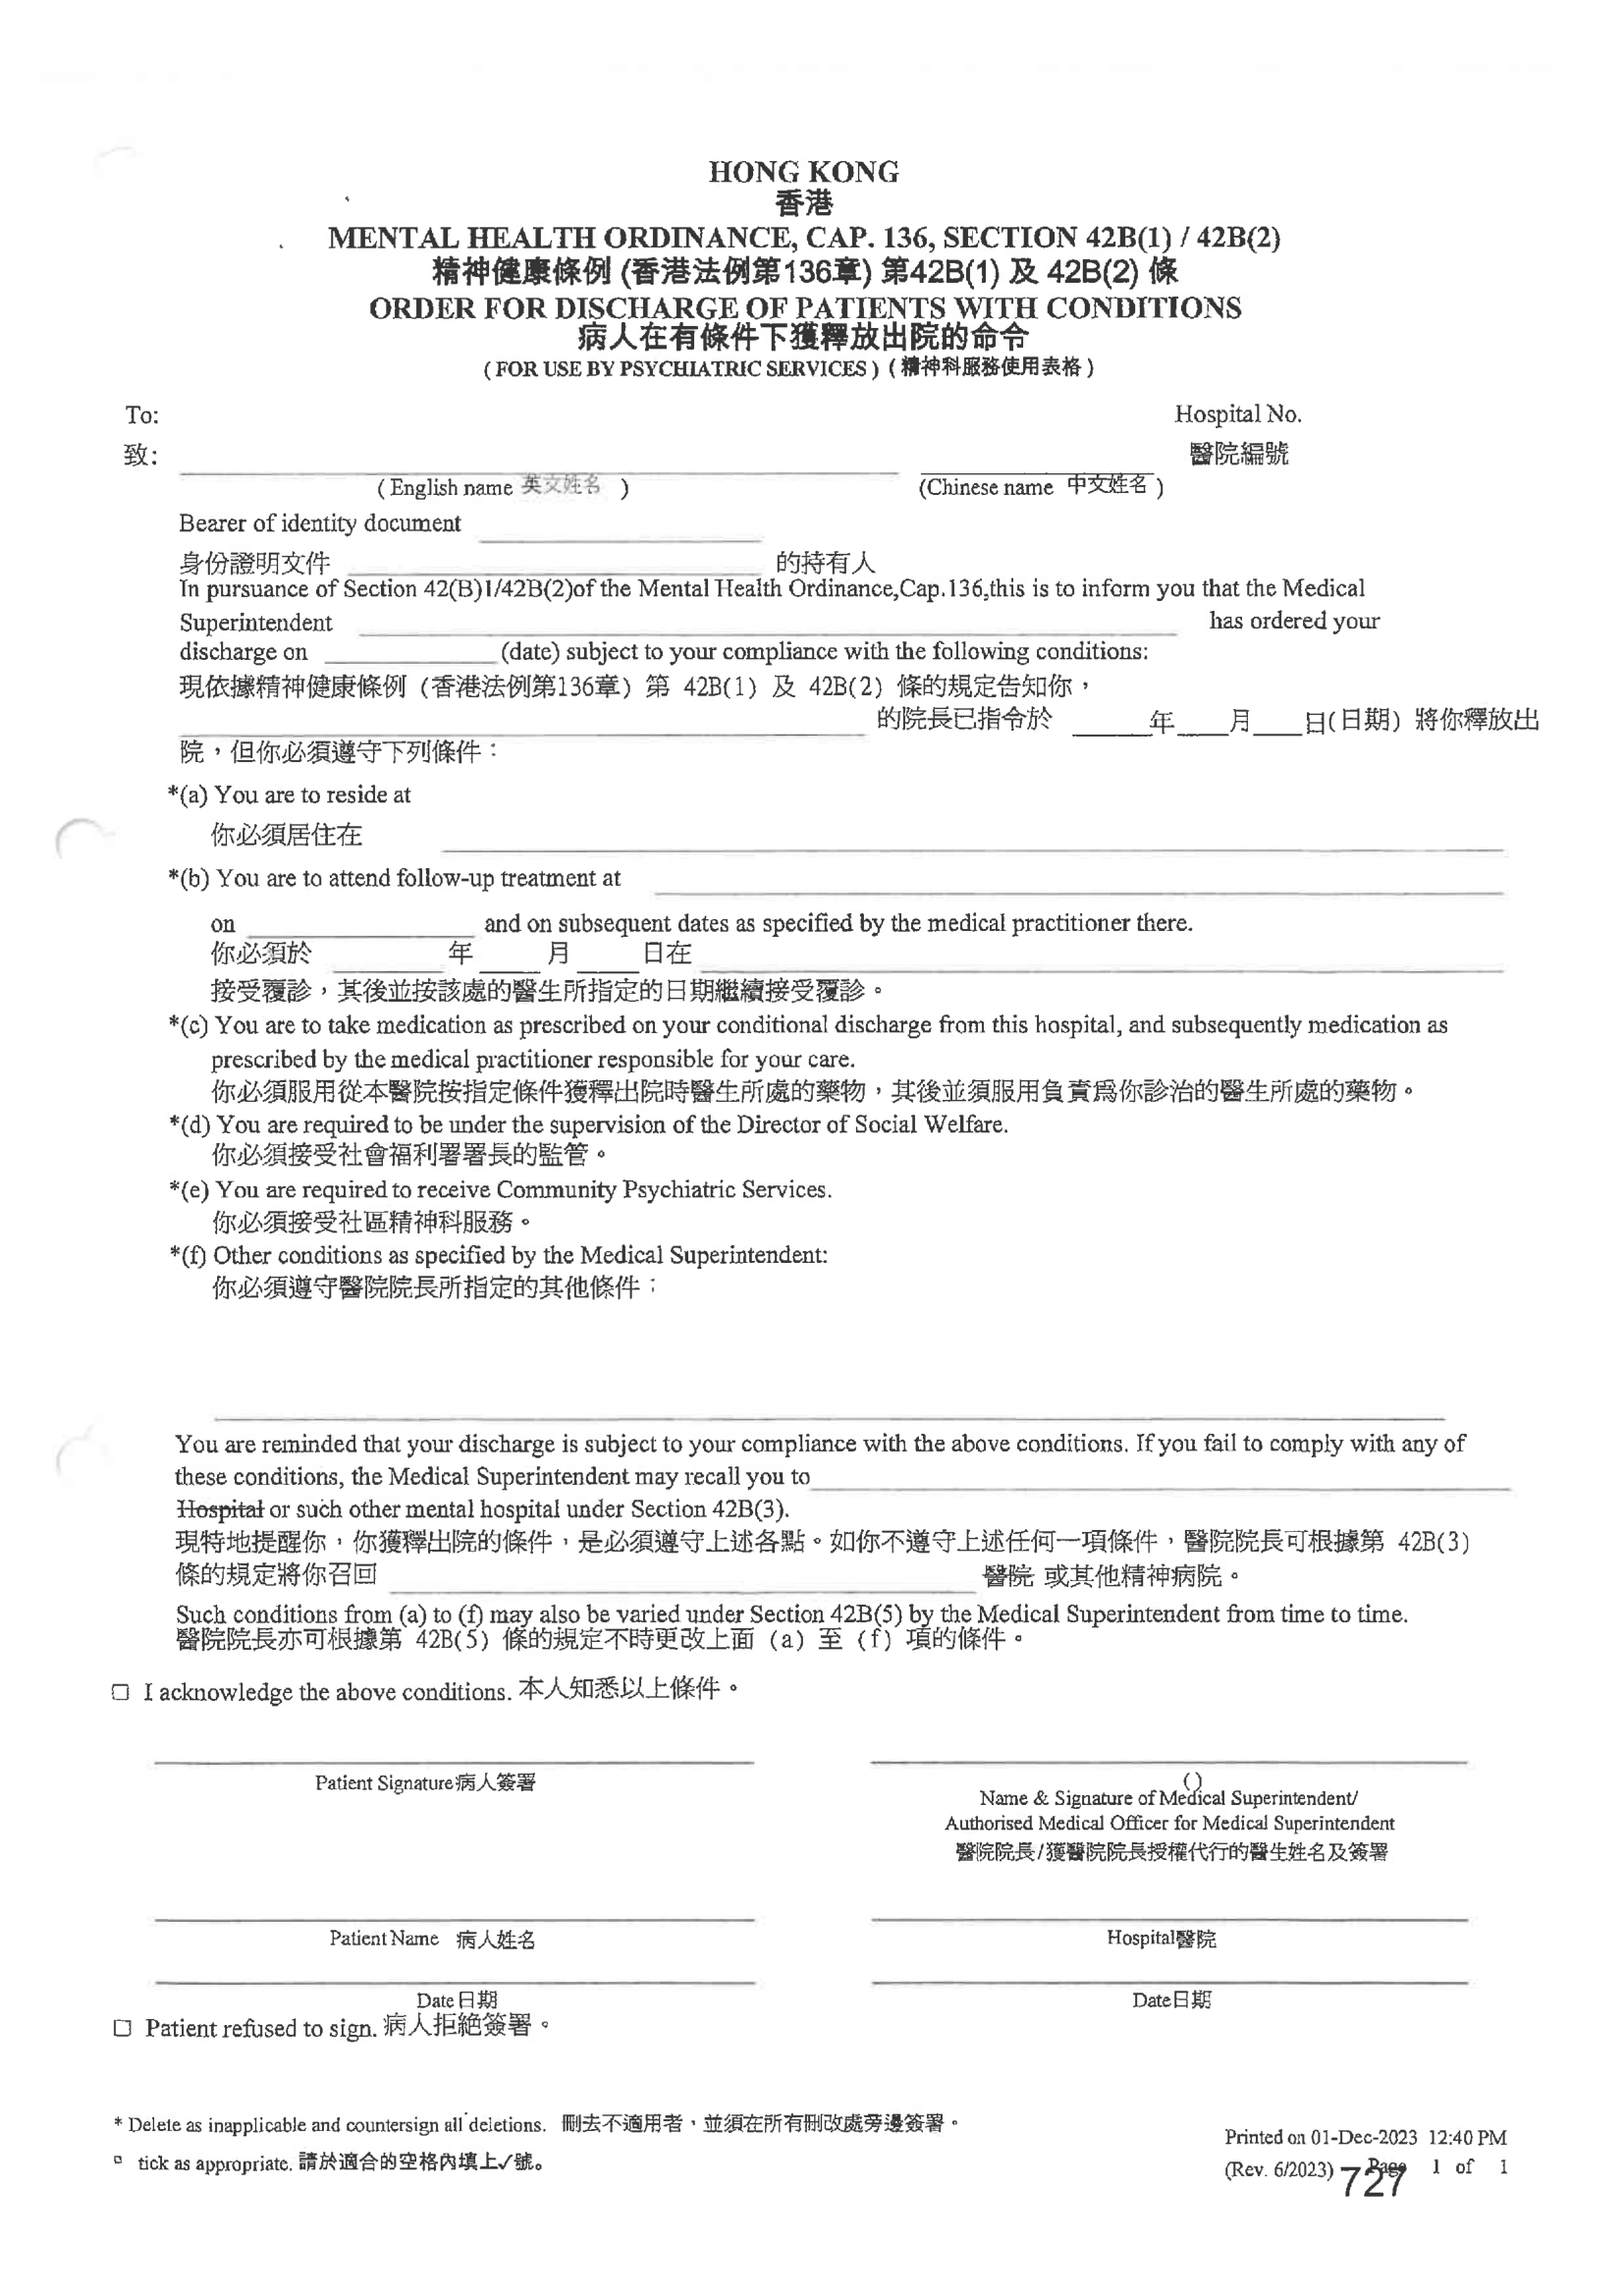 HONG KONG
香港
MENTAL HEALTH ORDINANCE, CAP. 136, SECTION 42B(1) / 42B(2)
精神健康條例 (香港法例第136章) 第42B(1) 及 42B(2) 條
ORDER FOR DISCHARGE OF PATIENTS WITH CONDITIONS
病人在有條件下獲釋放出院的命令
( FOR USE BY PSYCHIATRIC SERVICES ) ( 精神科服務使用表格 )
To: Hospital No.
致: 醫院編號
( English name 英文姓名 ) (Chinese name 中文姓名 )
Bearer of identity document
身份證明文件 的持有人
In pursuance of Section 42(B)1/42B(2)of the Mental Health Ordinance,Cap.136,this is to inform you that the Medical
Superintendent has ordered your
discharge on (date) subject to your compliance with the following conditions:
現依據精神健康條例 (香港法例第136章) 第 42B(1) 及 42B(2) 條的規定告知你，
的院長已指令於 年 月 日(日期) 將你釋放出
院，但你必須遵守下列條件：
*(a) You are to reside at
你必須居住在
*(b) You are to attend follow-up treatment at
on and on subsequent dates as specified by the medical practitioner there.
你必須於 年 月 日在
接受覆診，其後並按該處的醫生所指定的日期繼續接受覆診。
*(c) You are to take medication as prescribed on your conditional discharge from this hospital, and subsequently medication as
prescribed by the medical practitioner responsible for your care.
你必須服用從本醫院按指定條件獲釋出院時醫生所處的藥物，其後並須服用負責爲你診治的醫生所處的藥物。
*(d) You are required to be under the supervision of the Director of Social Welfare.
你必須接受社會福利署署長的監管。
*(e) You are required to receive Community Psychiatric Services.
你必須接受社區精神科服務。
*(f) Other conditions as specified by the Medical Superintendent:
你必須遵守醫院院長所指定的其他條件：
You are reminded that your discharge is subject to your compliance with the above conditions. If you fail to comply with any of
these conditions, the Medical Superintendent may recall you to
Hospital or such other mental hospital under Section 42B(3).
現特地提醒你，你獲釋出院的條件，是必須遵守上述各點。如你不遵守上述任何一項條件，醫院院長可根據第 42B(3)
條的規定將你召回 醫院 或其他精神病院。
Such conditions from (a) to (f) may also be varied under Section 42B(5) by the Medical Superintendent from time to time.
醫院院長亦可根據第 42B(5) 條的規定不時更改上面 (a) 至 (f) 項的條件。
☐ I acknowledge the above conditions. 本人知悉以上條件。
Patient Signature病人簽署
()
Name & Signature of Medical Superintendent/
Authorised Medical Officer for Medical Superintendent
醫院院長/獲醫院院長授權代行的醫生姓名及簽署
Patient Name 病人姓名 Hospital醫院
Date日期 Date日期
☐ Patient refused to sign. 病人拒絶簽署。
* Delete as inapplicable and countersign all deletions. 刪去不適用者，並須在所有刪改處旁邊簽署。
□ tick as appropriate. 請於適合的空格內填上✓號。
Printed on 01-Dec-2023 12:40 PM
(Rev. 6/2023) Page 1 of 1
727